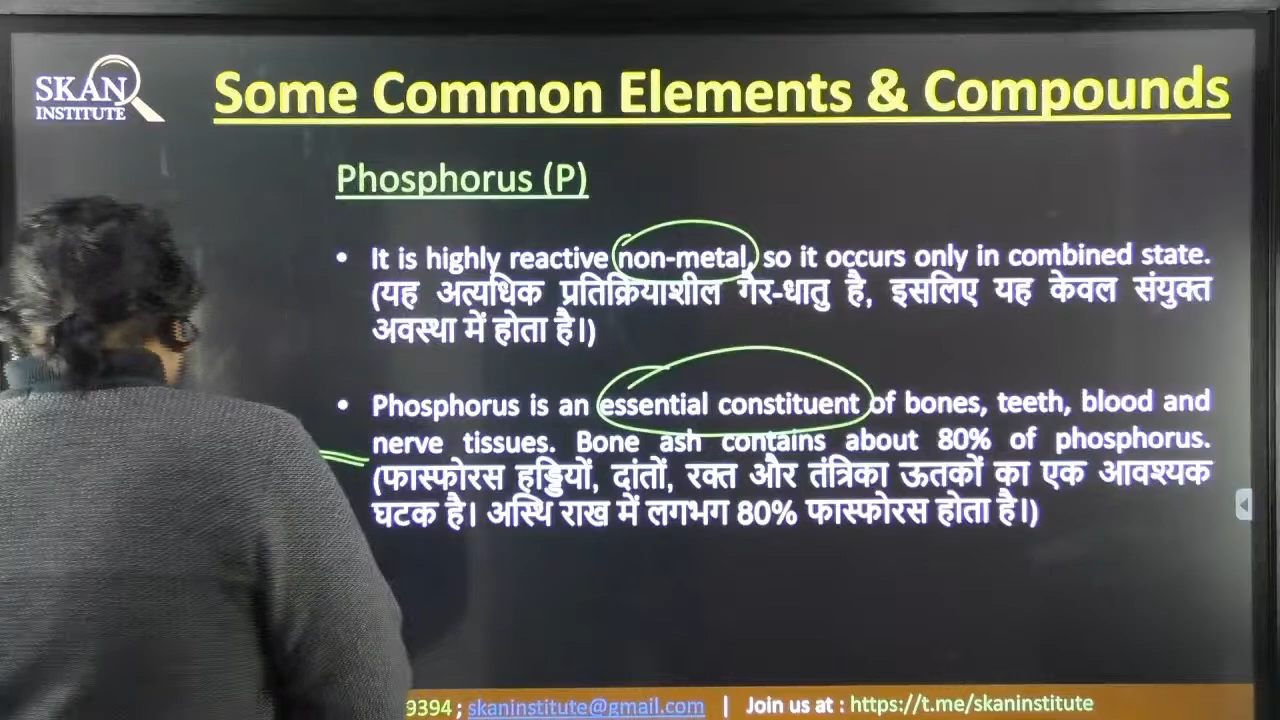 SKAN
INSTITUTE
Some Common Elements & Compounds
Phosphorus (P)
• It is highly reactive non-metal, so it occurs only in combined state.
(यह अत्यधिक प्रतिक्रियाशील गैर-धातु है, इसलिए यह केवल संयुक्त
अवस्था में होता है।)
• Phosphorus is an essential constituent of bones, teeth, blood and
nerve tissues. Bone ash contains about 80% of phosphorus.
(फास्फोरस हड्डियों, दांतों, रक्त और तंत्रिका ऊतकों का एक आवश्यक
घटक है। अस्थि राख में लगभग 80% फास्फोरस होता है।)
9394 ; skaninstitute@gmail.com | Join us at : https://t.me/skaninstitute